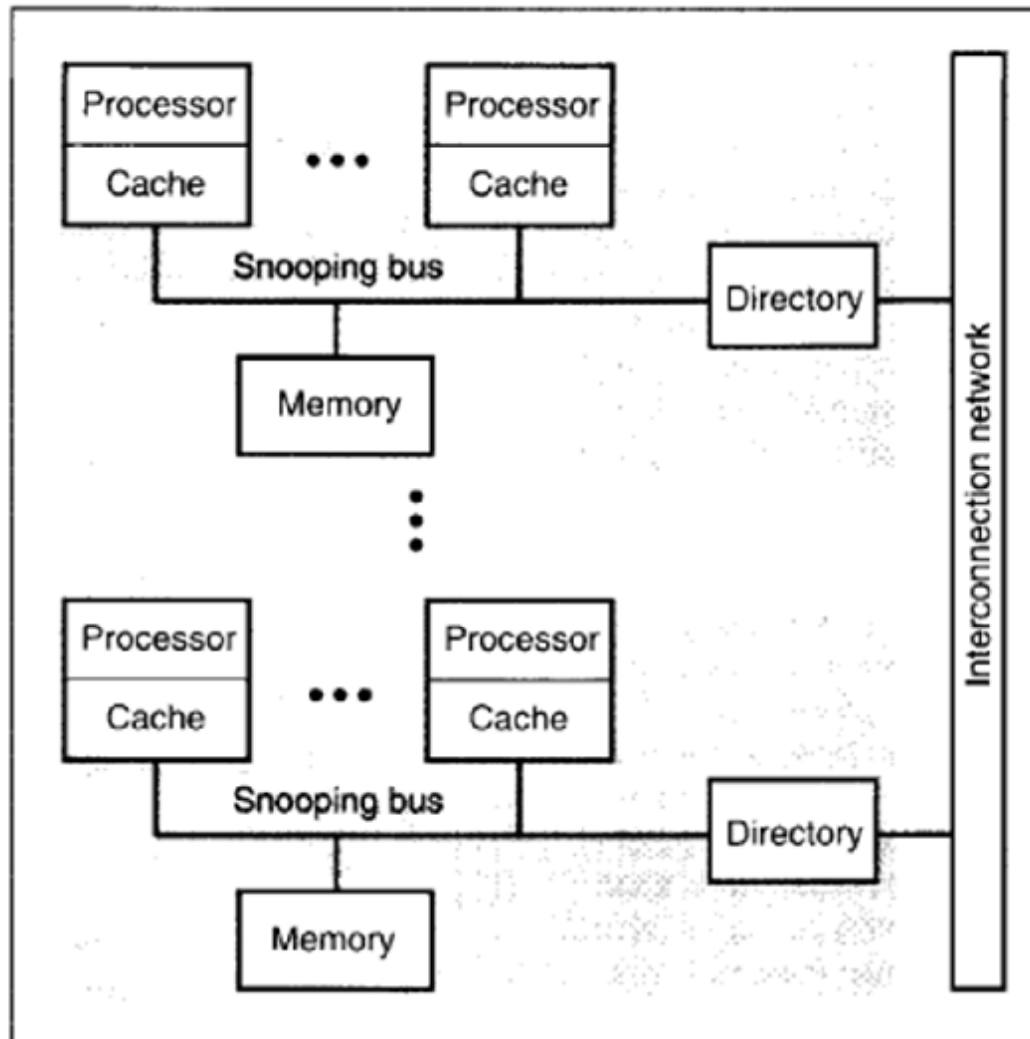 Processor
Cache
Processor
Cache
Snooping bus
Directory
Memory
Interconnection network
Processor
Cache
Processor
Cache
Snooping bus
Directory
Memory